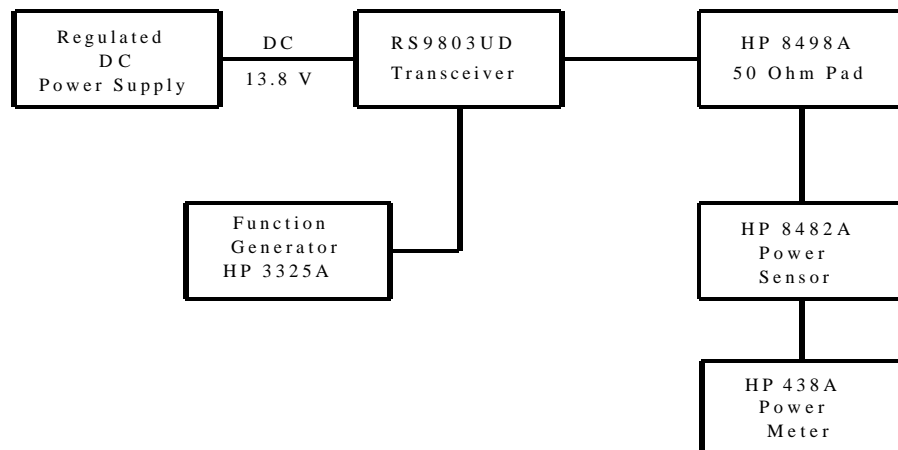 Regulated
DC
Power Supply
DC
13.8 V
RS9803UD
Transceiver
HP 8498A
50 Ohm Pad
Function
Generator
HP 3325A
HP 8482A
Power
Sensor
HP 438A
Power
Meter